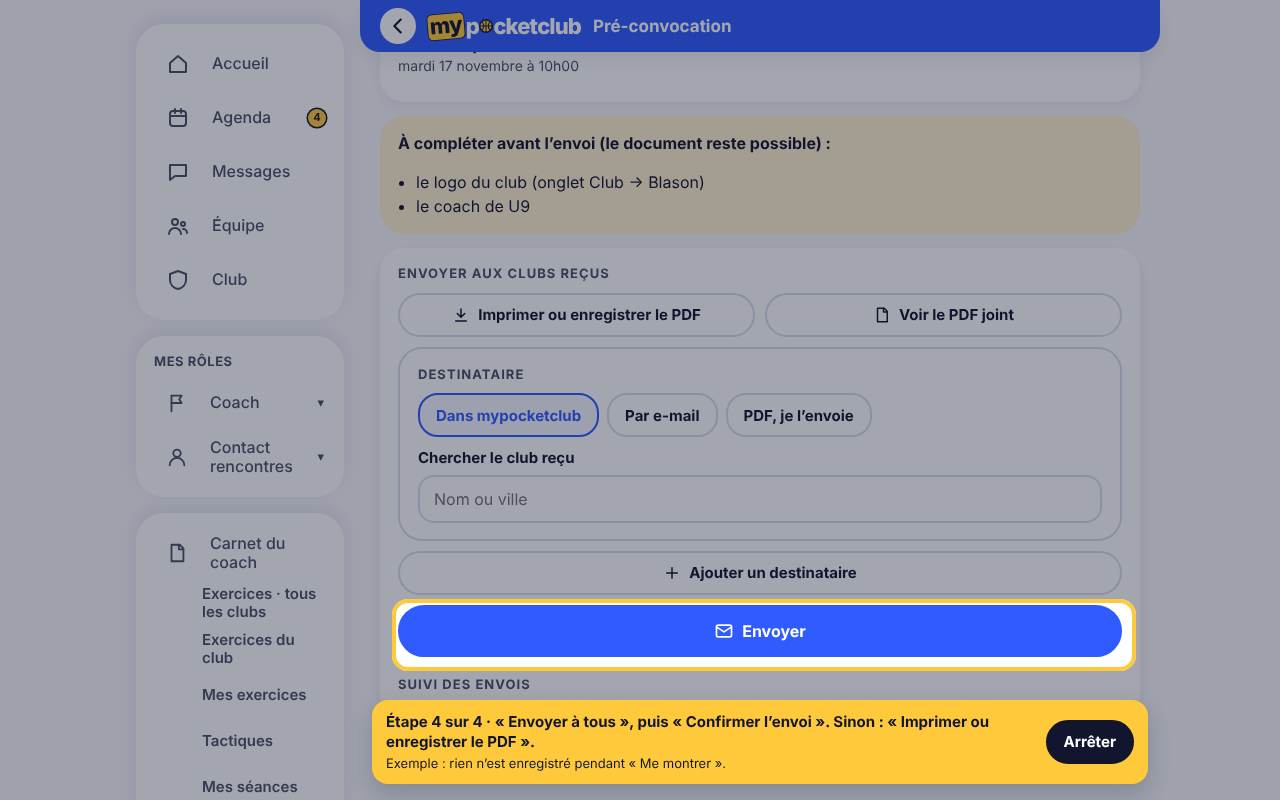 Accueil
Agenda
4
Messages
Équipe
Club
MES RÔLES
Coach
Contact
rencontres
Carnet du
coach
Exercices · tous
les clubs
Exercices du
club
Mes exercices
Tactiques
Mes séances
mypocketclub
Pré-convocation
mardi 17 novembre à 10h00
À compléter avant l’envoi (le document reste possible) :
• le logo du club (onglet Club → Blason)
• le coach de U9
ENVOYER AUX CLUBS REÇUS
Imprimer ou enregistrer le PDF
Voir le PDF joint
DESTINATAIRE
Dans mypocketclub
Par e-mail
PDF, je l’envoie
Chercher le club reçu
Nom ou ville
Ajouter un destinataire
Envoyer
SUIVI DES ENVOIS
Étape 4 sur 4 · « Envoyer à tous », puis « Confirmer l’envoi ». Sinon : « Imprimer ou
enregistrer le PDF ».
Exemple : rien n’est enregistré pendant « Me montrer ».
Arrêter